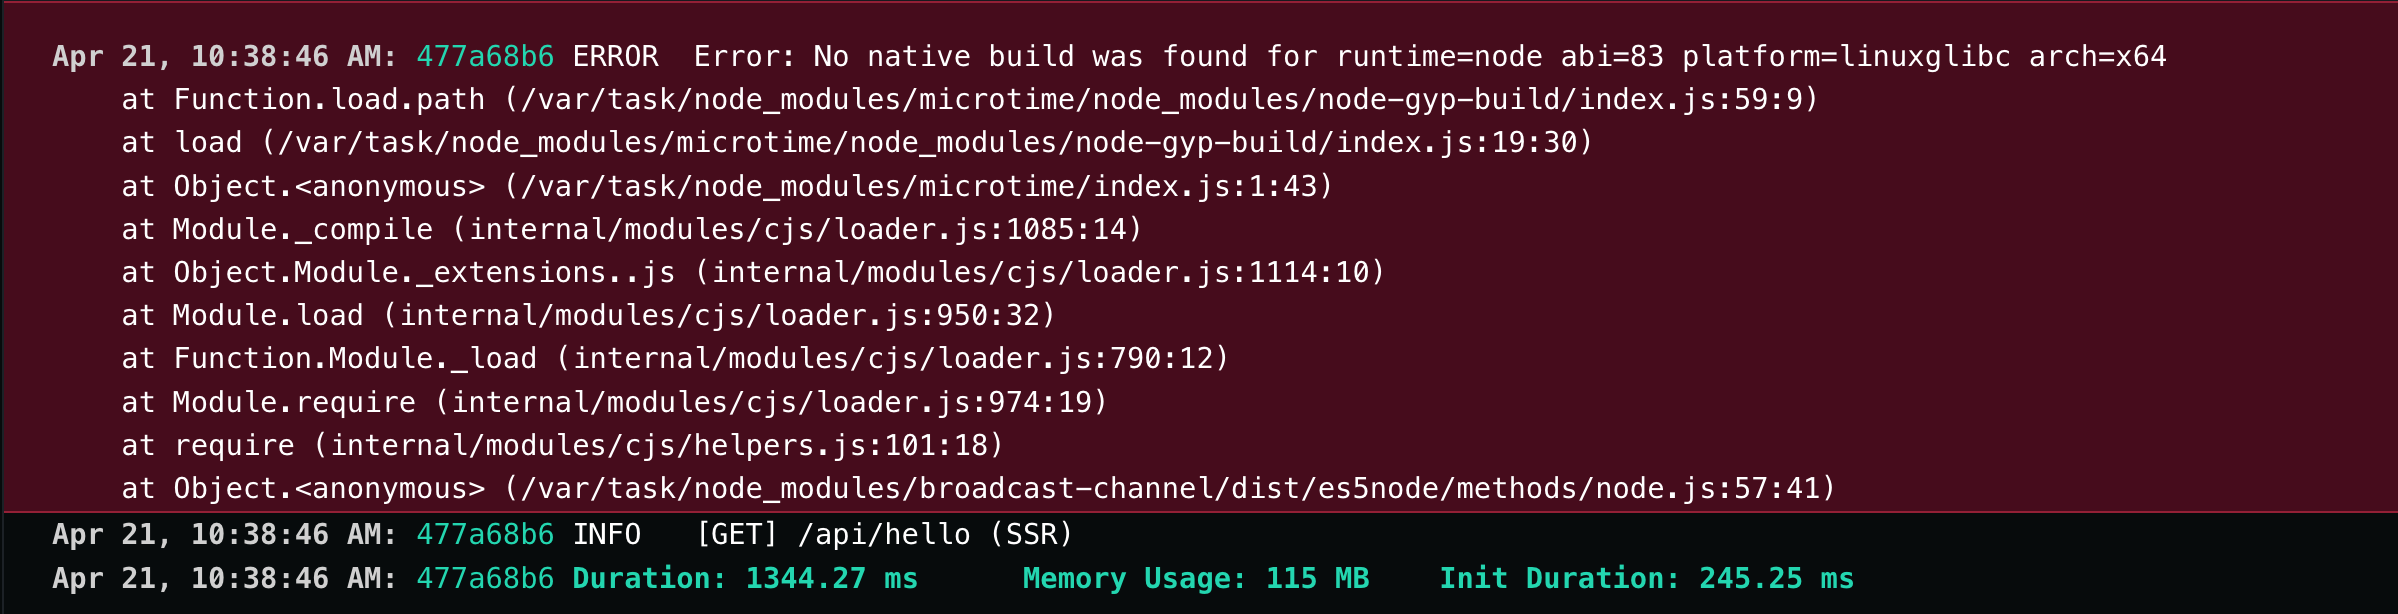 Apr 21, 10:38:46 AM: 477a68b6 ERROR  Error: No native build was found for runtime=node abi=83 platform=linuxglibc arch=x64
    at Function.load.path (/var/task/node_modules/microtime/node_modules/node-gyp-build/index.js:59:9)
    at load (/var/task/node_modules/microtime/node_modules/node-gyp-build/index.js:19:30)
    at Object.<anonymous> (/var/task/node_modules/microtime/index.js:1:43)
    at Module._compile (internal/modules/cjs/loader.js:1085:14)
    at Object.Module._extensions..js (internal/modules/cjs/loader.js:1114:10)
    at Module.load (internal/modules/cjs/loader.js:950:32)
    at Function.Module._load (internal/modules/cjs/loader.js:790:12)
    at Module.require (internal/modules/cjs/loader.js:974:19)
    at require (internal/modules/cjs/helpers.js:101:18)
    at Object.<anonymous> (/var/task/node_modules/broadcast-channel/dist/es5node/methods/node.js:57:41)
Apr 21, 10:38:46 AM: 477a68b6 INFO   [GET] /api/hello (SSR)
Apr 21, 10:38:46 AM: 477a68b6 Duration: 1344.27 ms      Memory Usage: 115 MB    Init Duration: 245.25 ms